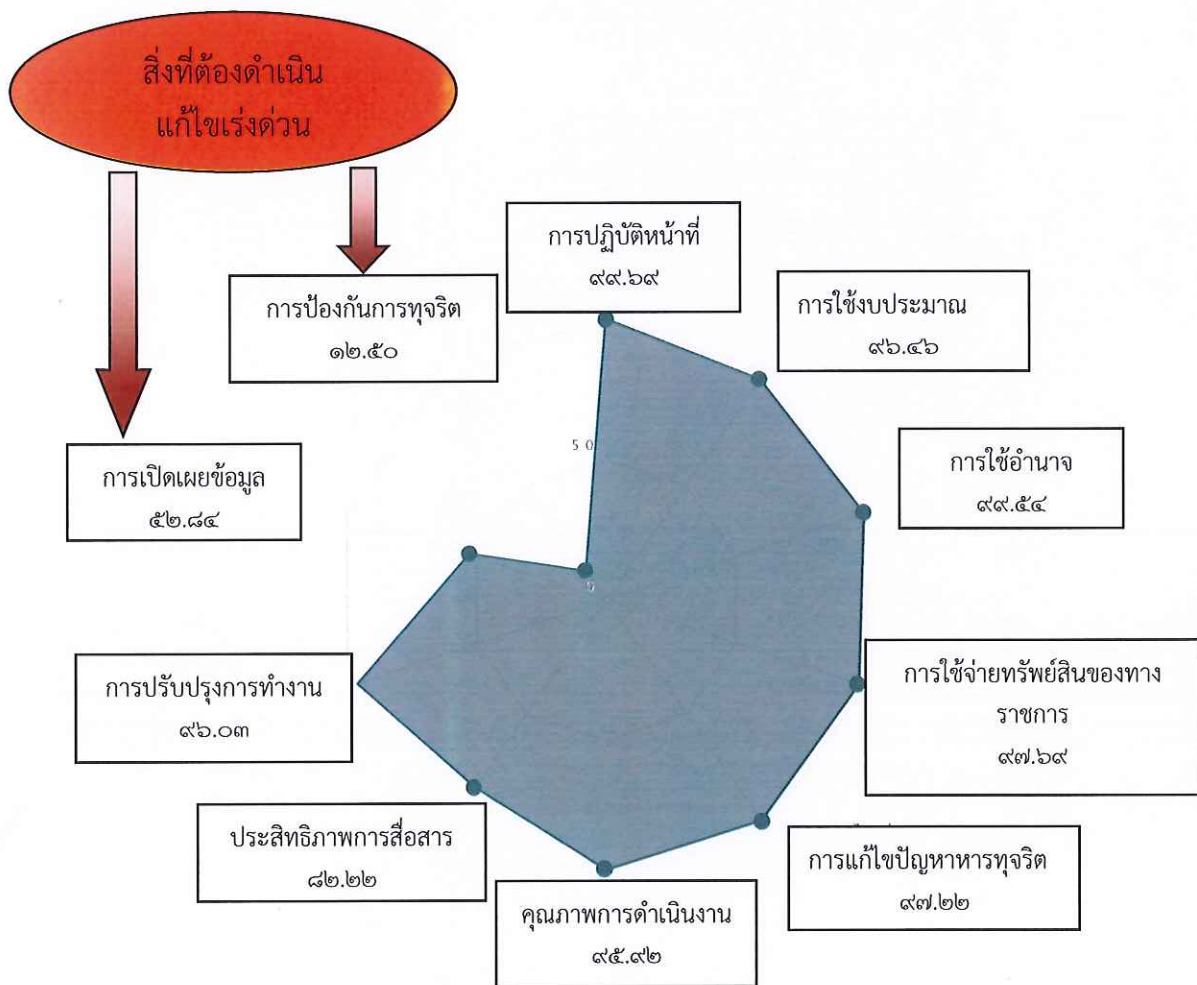 สิ่งที่ต้องดำเนิน
แก้ไขเร่งด่วน
การปฏิบัติหน้าที่
๙๙.๖๙
การป้องกันการทุจริต
๑๒.๕๐
การใช้งบประมาณ
๙๖.๔๖
50
การเปิดเผยข้อมูล
๕๒.๘๔
การใช้อำนาจ
๙๙.๕๔
0
การปรับปรุงการทำงาน
๙๖.๐๓
การใช้จ่ายทรัพย์สินของทาง
ราชการ
๙๗.๖๙
ประสิทธิภาพการสื่อสาร
๘๒.๒๒
การแก้ไขปัญหาหารทุจริต
๙๗.๒๒
คุณภาพการดำเนินงาน
๙๕.๙๒